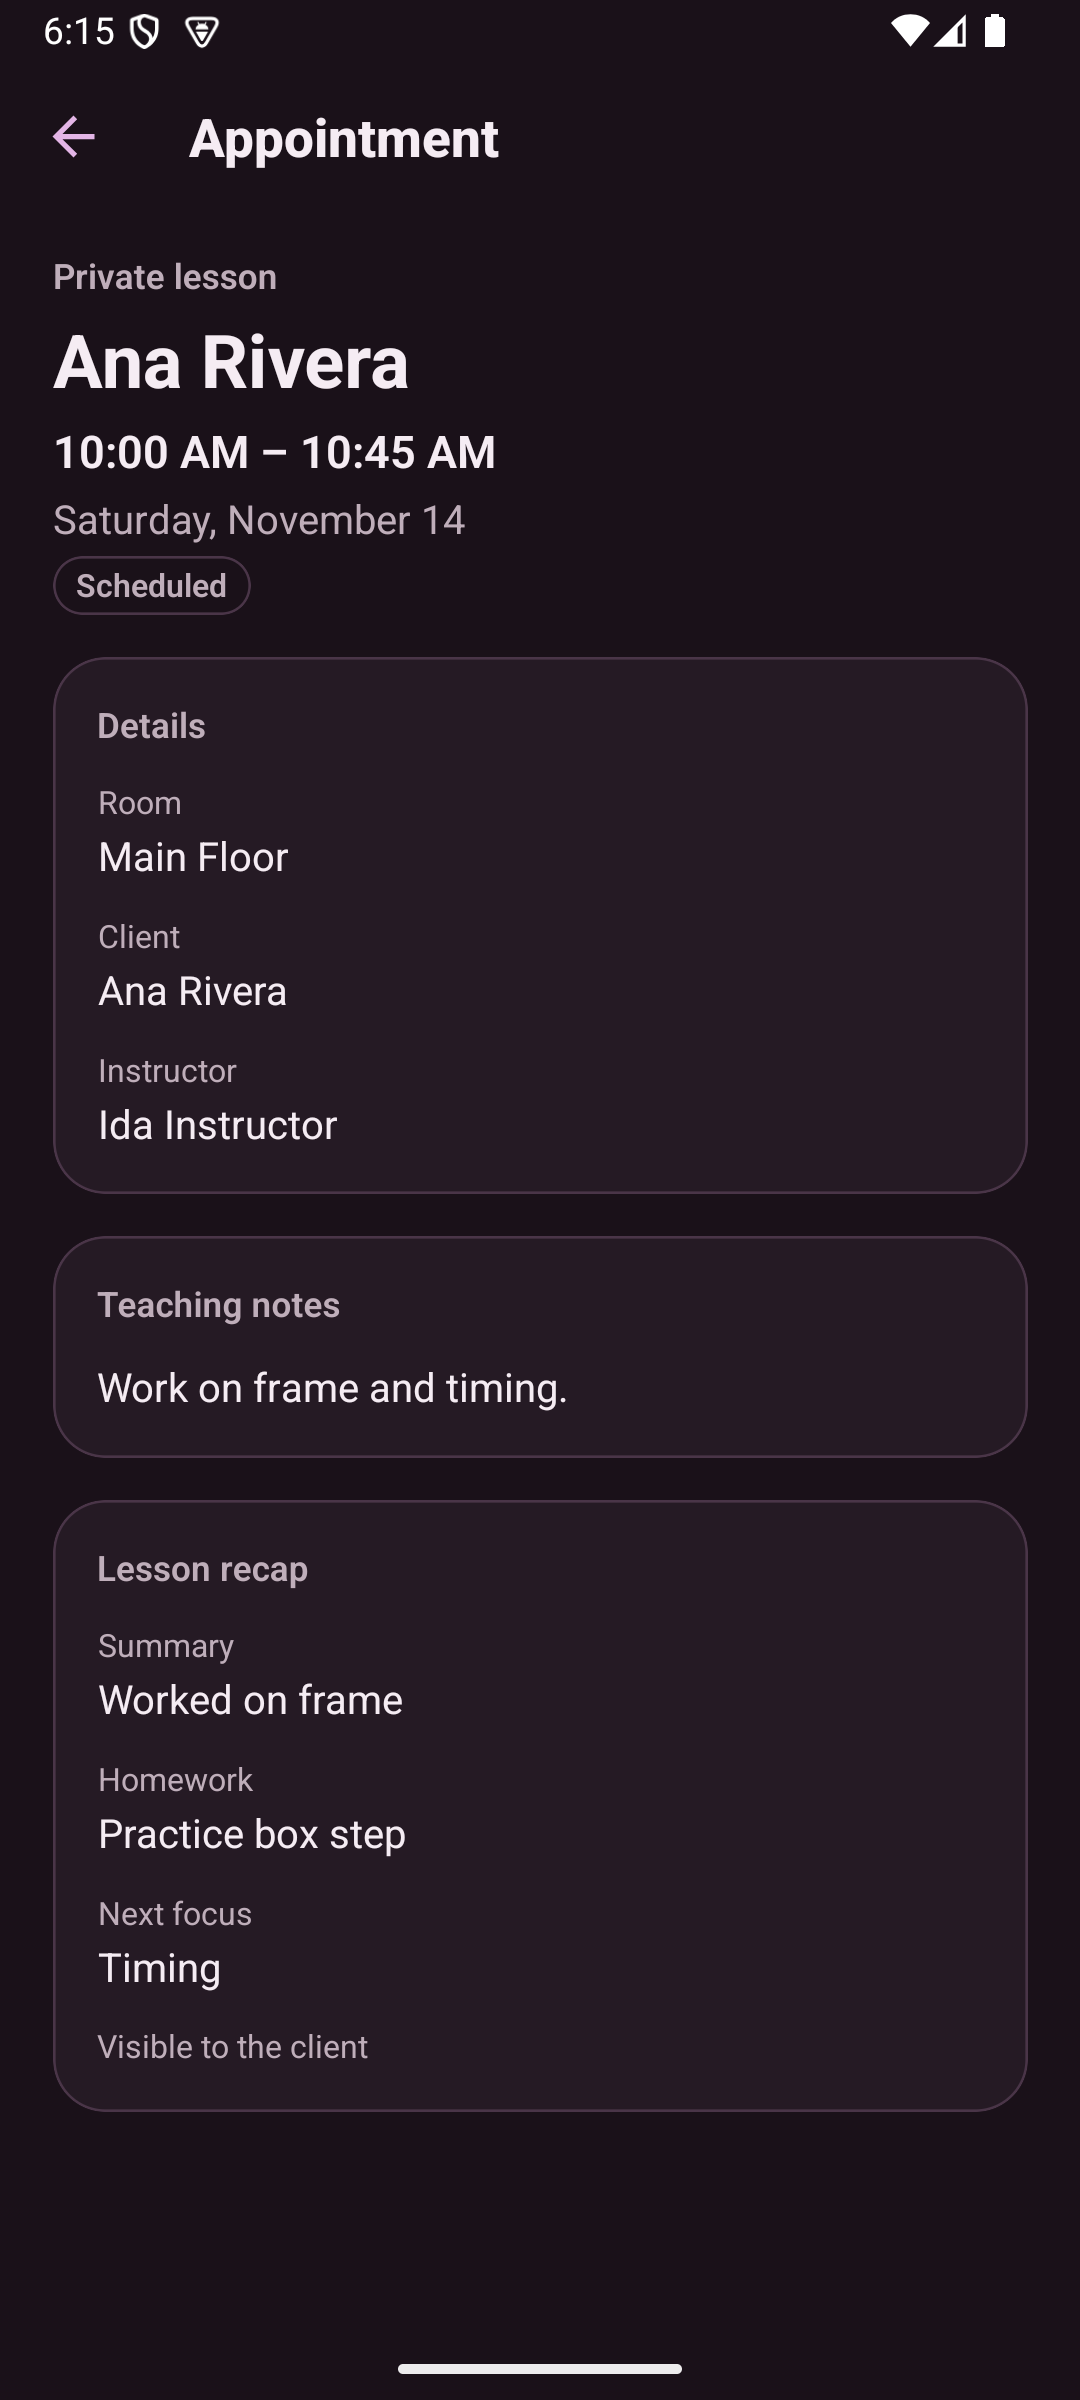 6:15
Appointment
Private lesson
Ana Rivera
10:00 AM – 10:45 AM
Saturday, November 14
Scheduled
Details
Room
Main Floor
Client
Ana Rivera
Instructor
Ida Instructor
Teaching notes
Work on frame and timing.
Lesson recap
Summary
Worked on frame
Homework
Practice box step
Next focus
Timing
Visible to the client